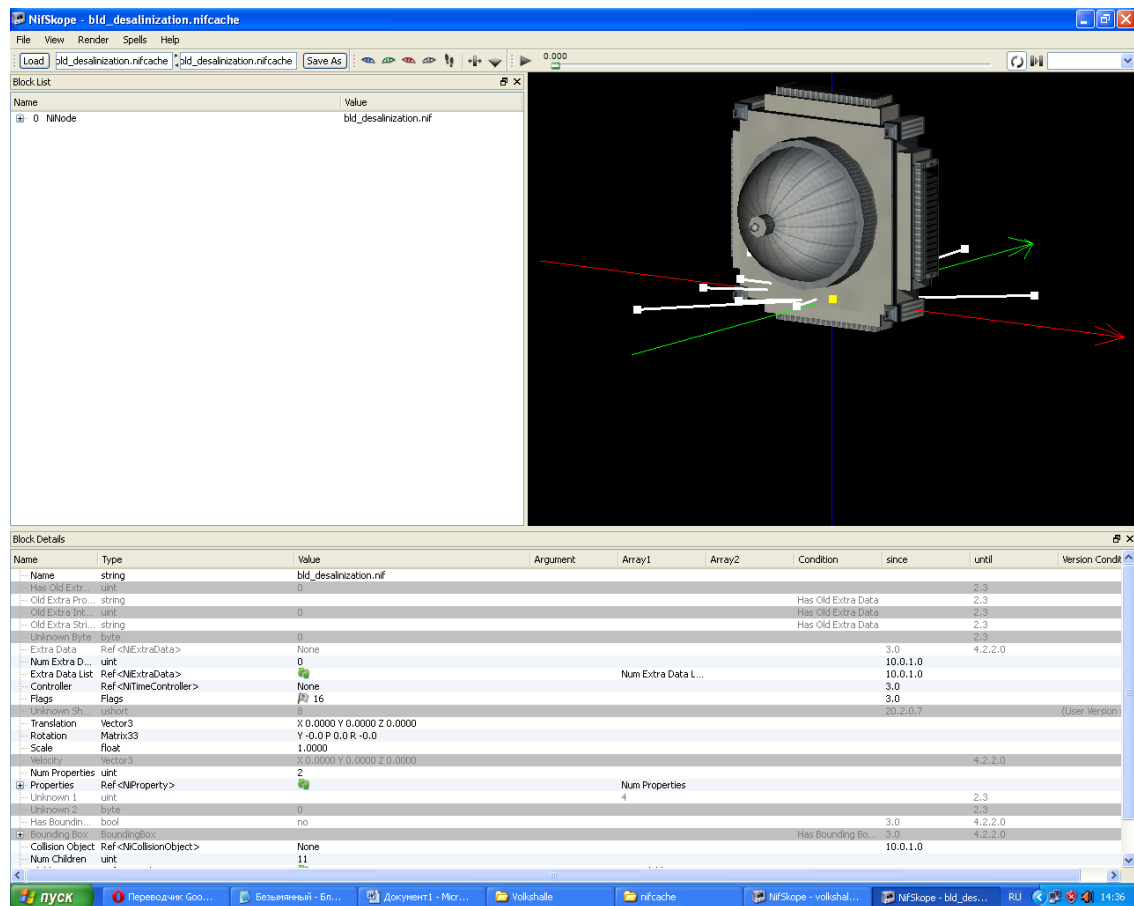 NifSkope - bld_desalinization.nifcache
File View Render Spells Help
Load bld_desalinization.nifcache bld_desalinization.nifcache Save As 0.000
Block List
Name Value
0 NiNode bld_desalinization.nif
Block Details
Name Type Value Argument Array1 Array2 Condition since until Version Condit
Name string bld_desalinization.nif
Has Old Extr... uint 0 2.3
Old Extra Pro... string Has Old Extra Data 2.3
Old Extra Int... uint 0 Has Old Extra Data 2.3
Old Extra Stri... string Has Old Extra Data 2.3
Unknown Byte byte 0 2.3
Extra Data Ref<NiExtraData> None 3.0 4.2.2.0
Num Extra D... uint 0 10.0.1.0
Extra Data List Ref<NiExtraData> Num Extra Data L... 10.0.1.0
Controller Ref<NiTimeController> None 3.0
Flags Flags 16 3.0
Unknown Sh... ushort 8 20.2.0.7 (User Version
Translation Vector3 X 0.0000 Y 0.0000 Z 0.0000
Rotation Matrix33 Y -0.0 P 0.0 R -0.0
Scale float 1.0000
Velocity Vector3 X 0.0000 Y 0.0000 Z 0.0000 4.2.2.0
Num Properties uint 2
Properties Ref<NiProperty> Num Properties
Unknown 1 uint 4 2.3
Unknown 2 byte 0 2.3
Has Boundin... bool no 3.0 4.2.2.0
Bounding Box BoundingBox Has Bounding Bo... 3.0 4.2.2.0
Collision Object Ref<NiCollisionObject> None 10.0.1.0
Num Children uint 11
пуск Переводчик Goo... Безымянный - Бл... Документ1 - Micr... Volkshalle nifcache NifSkope - volkshal... NifSkope - bld_des... RU 14:36